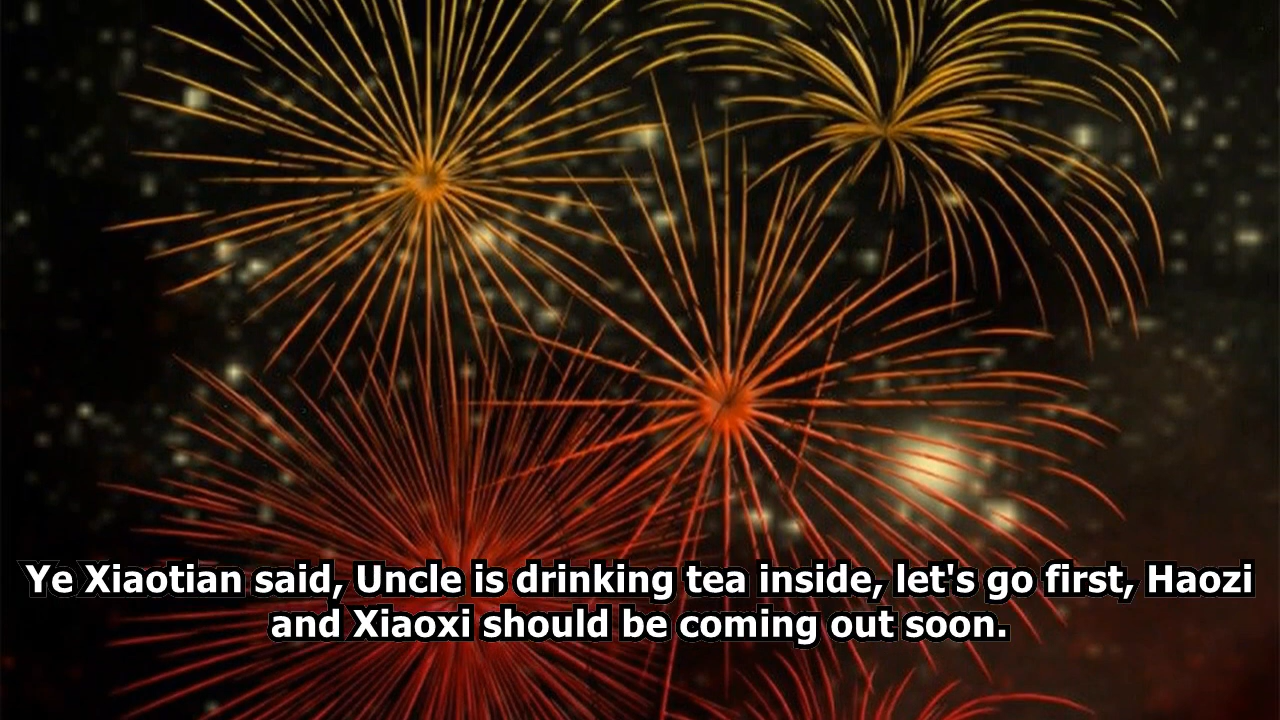 Ye Xiaotian said, Uncle is drinking tea inside, let's go first, Haozi
and Xiaoxi should be coming out soon.